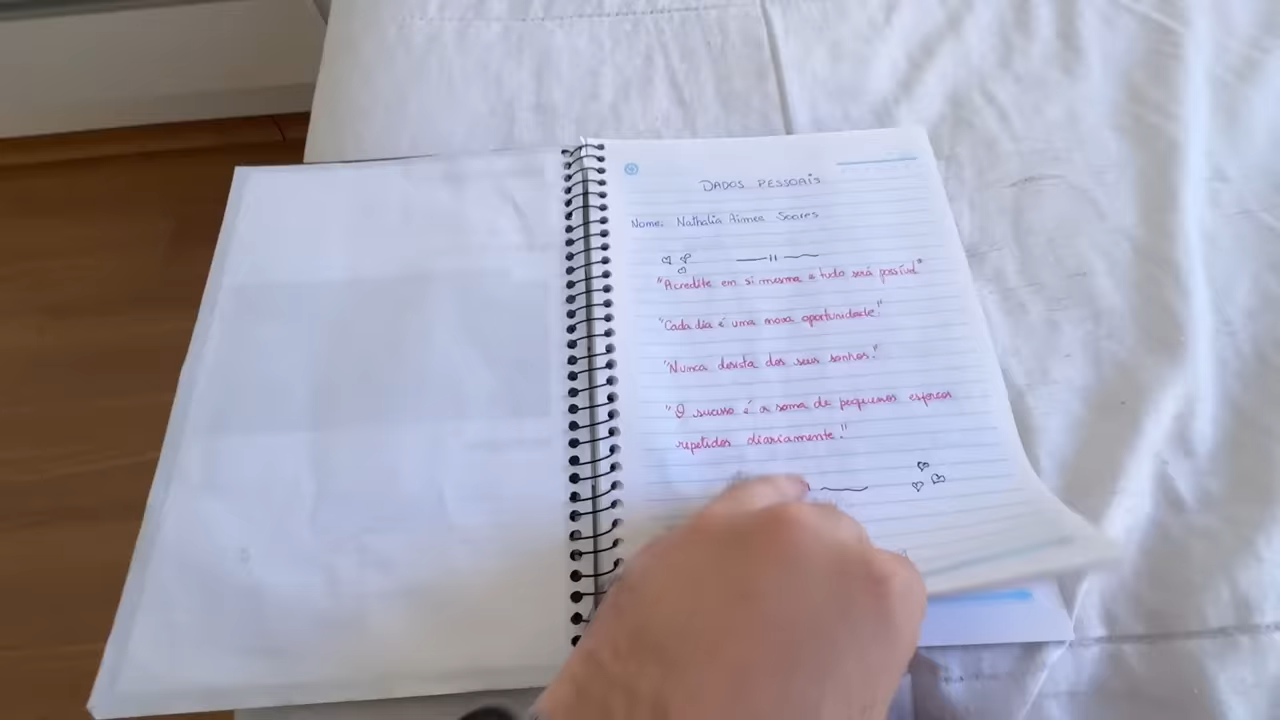 DADOS PESSOAIS
Nome: Nathalia Aimea Soares
"Acredite em si mesma e tudo será possível"
"Cada dia é uma nova oportunidade!"
"Nunca desista dos seus sonhos!"
"O sucesso é a soma de pequenos esforços
repetidos diariamente!"